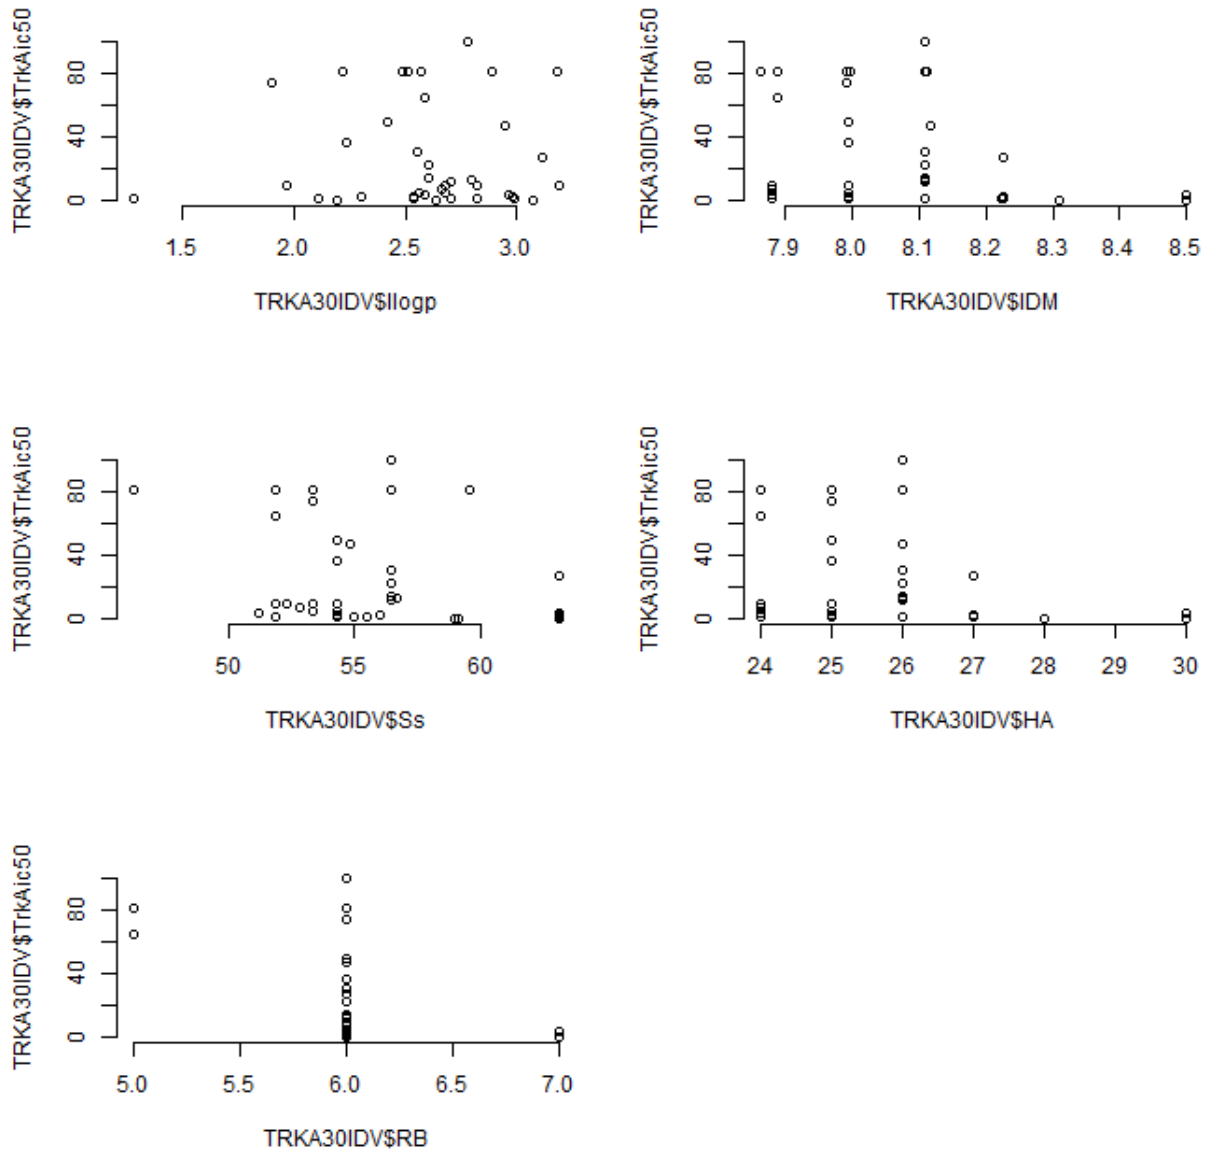 TRKA30IDV$TrkAic50
80
40
0
1.5 2.0 2.5 3.0
TRKA30IDV$Ilogp
TRKA30IDV$TrkAic50
80
40
0
7.9 8.0 8.1 8.2 8.3 8.4 8.5
TRKA30IDV$IDM
TRKA30IDV$TrkAic50
80
40
0
50 55 60
TRKA30IDV$Ss
TRKA30IDV$TrkAic50
80
40
0
24 25 26 27 28 29 30
TRKA30IDV$HA
TRKA30IDV$TrkAic50
80
40
0
5.0 5.5 6.0 6.5 7.0
TRKA30IDV$RB